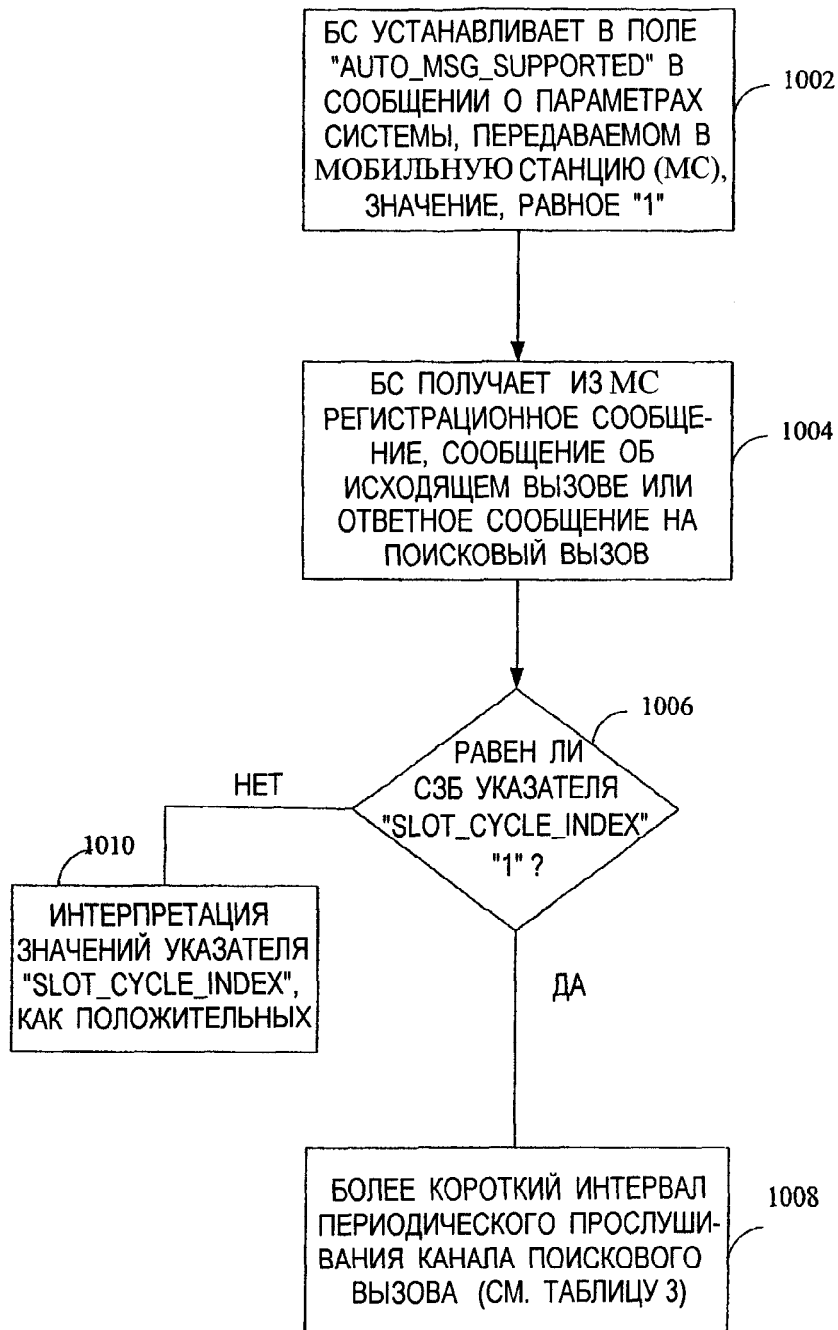 БС УСТАНАВЛИВАЕТ В ПОЛЕ
"AUTO_MSG_SUPPORTED" В
СООБЩЕНИИ О ПАРАМЕТРАХ
СИСТЕМЫ, ПЕРЕДАВАЕМОМ В
МОБИЛЬНУЮ СТАНЦИЮ (МС),
ЗНАЧЕНИЕ, РАВНОЕ "1"
1002
БС ПОЛУЧАЕТ ИЗ МС
РЕГИСТРАЦИОННОЕ СООБЩЕ-
НИЕ, СООБЩЕНИЕ ОБ
ИСХОДЯЩЕМ ВЫЗОВЕ ИЛИ
ОТВЕТНОЕ СООБЩЕНИЕ НА
ПОИСКОВЫЙ ВЫЗОВ
1004
1006
РАВЕН ЛИ
СЗБ УКАЗАТЕЛЯ
"SLOT_CYCLE_INDEX"
"1" ?
НЕТ
1010
ИНТЕРПРЕТАЦИЯ
ЗНАЧЕНИЙ УКАЗАТЕЛЯ
"SLOT_CYCLE_INDEX",
КАК ПОЛОЖИТЕЛЬНЫХ
ДА
БОЛЕЕ КОРОТКИЙ ИНТЕРВАЛ
ПЕРИОДИЧЕСКОГО ПРОСЛУШИ-
ВАНИЯ КАНАЛА ПОИСКОВОГО
ВЫЗОВА (СМ. ТАБЛИЦУ 3)
1008